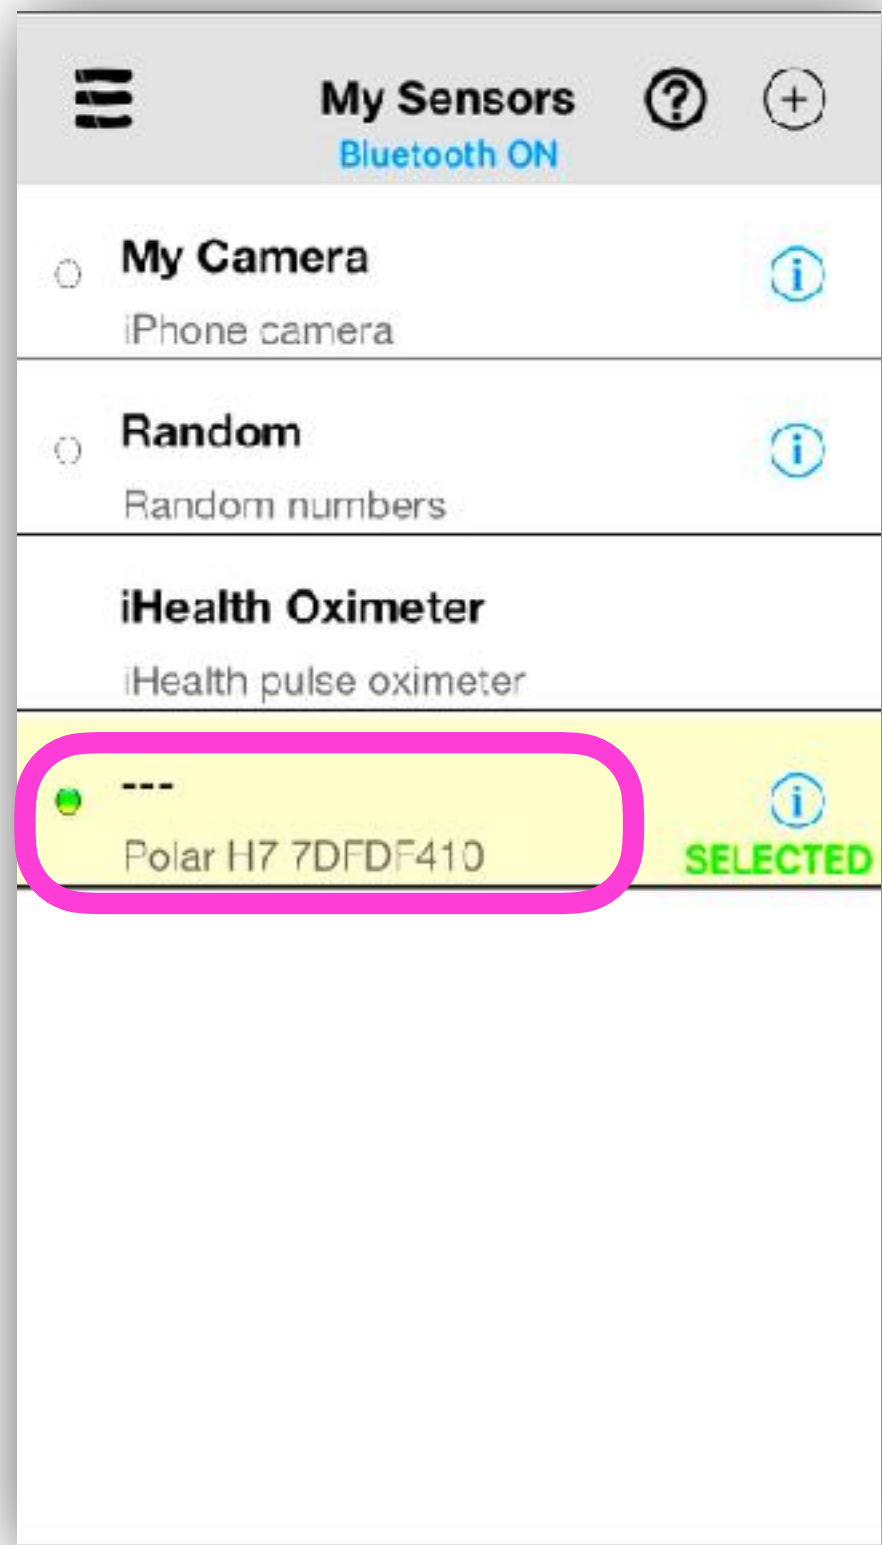 My Sensors
Bluetooth ON
My Camera
iPhone camera
Random
Random numbers
iHealth Oximeter
iHealth pulse oximeter
---
Polar H7 7DFDF410
SELECTED